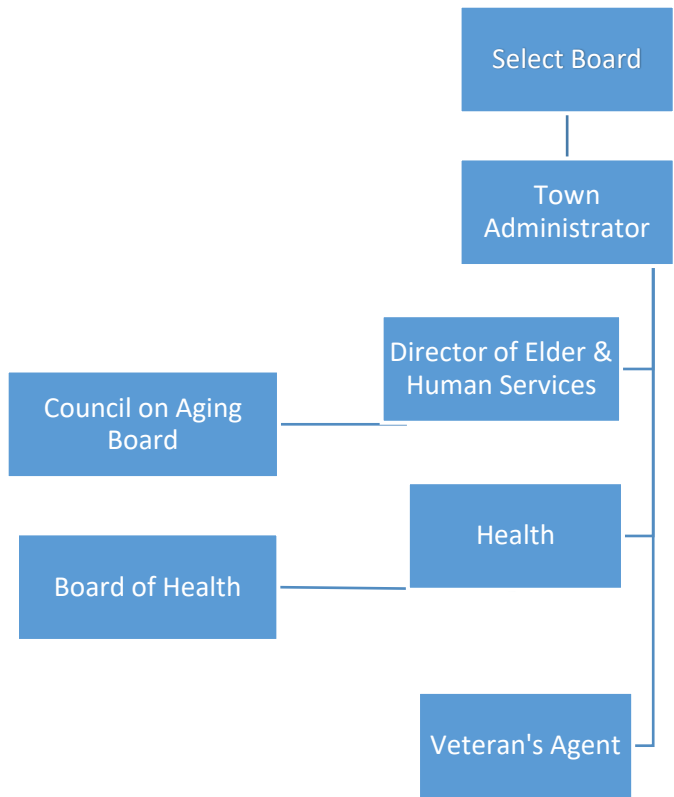 Select Board
Town
Administrator
Director of Elder &
Human Services
Council on Aging
Board
Health
Board of Health
Veteran's Agent